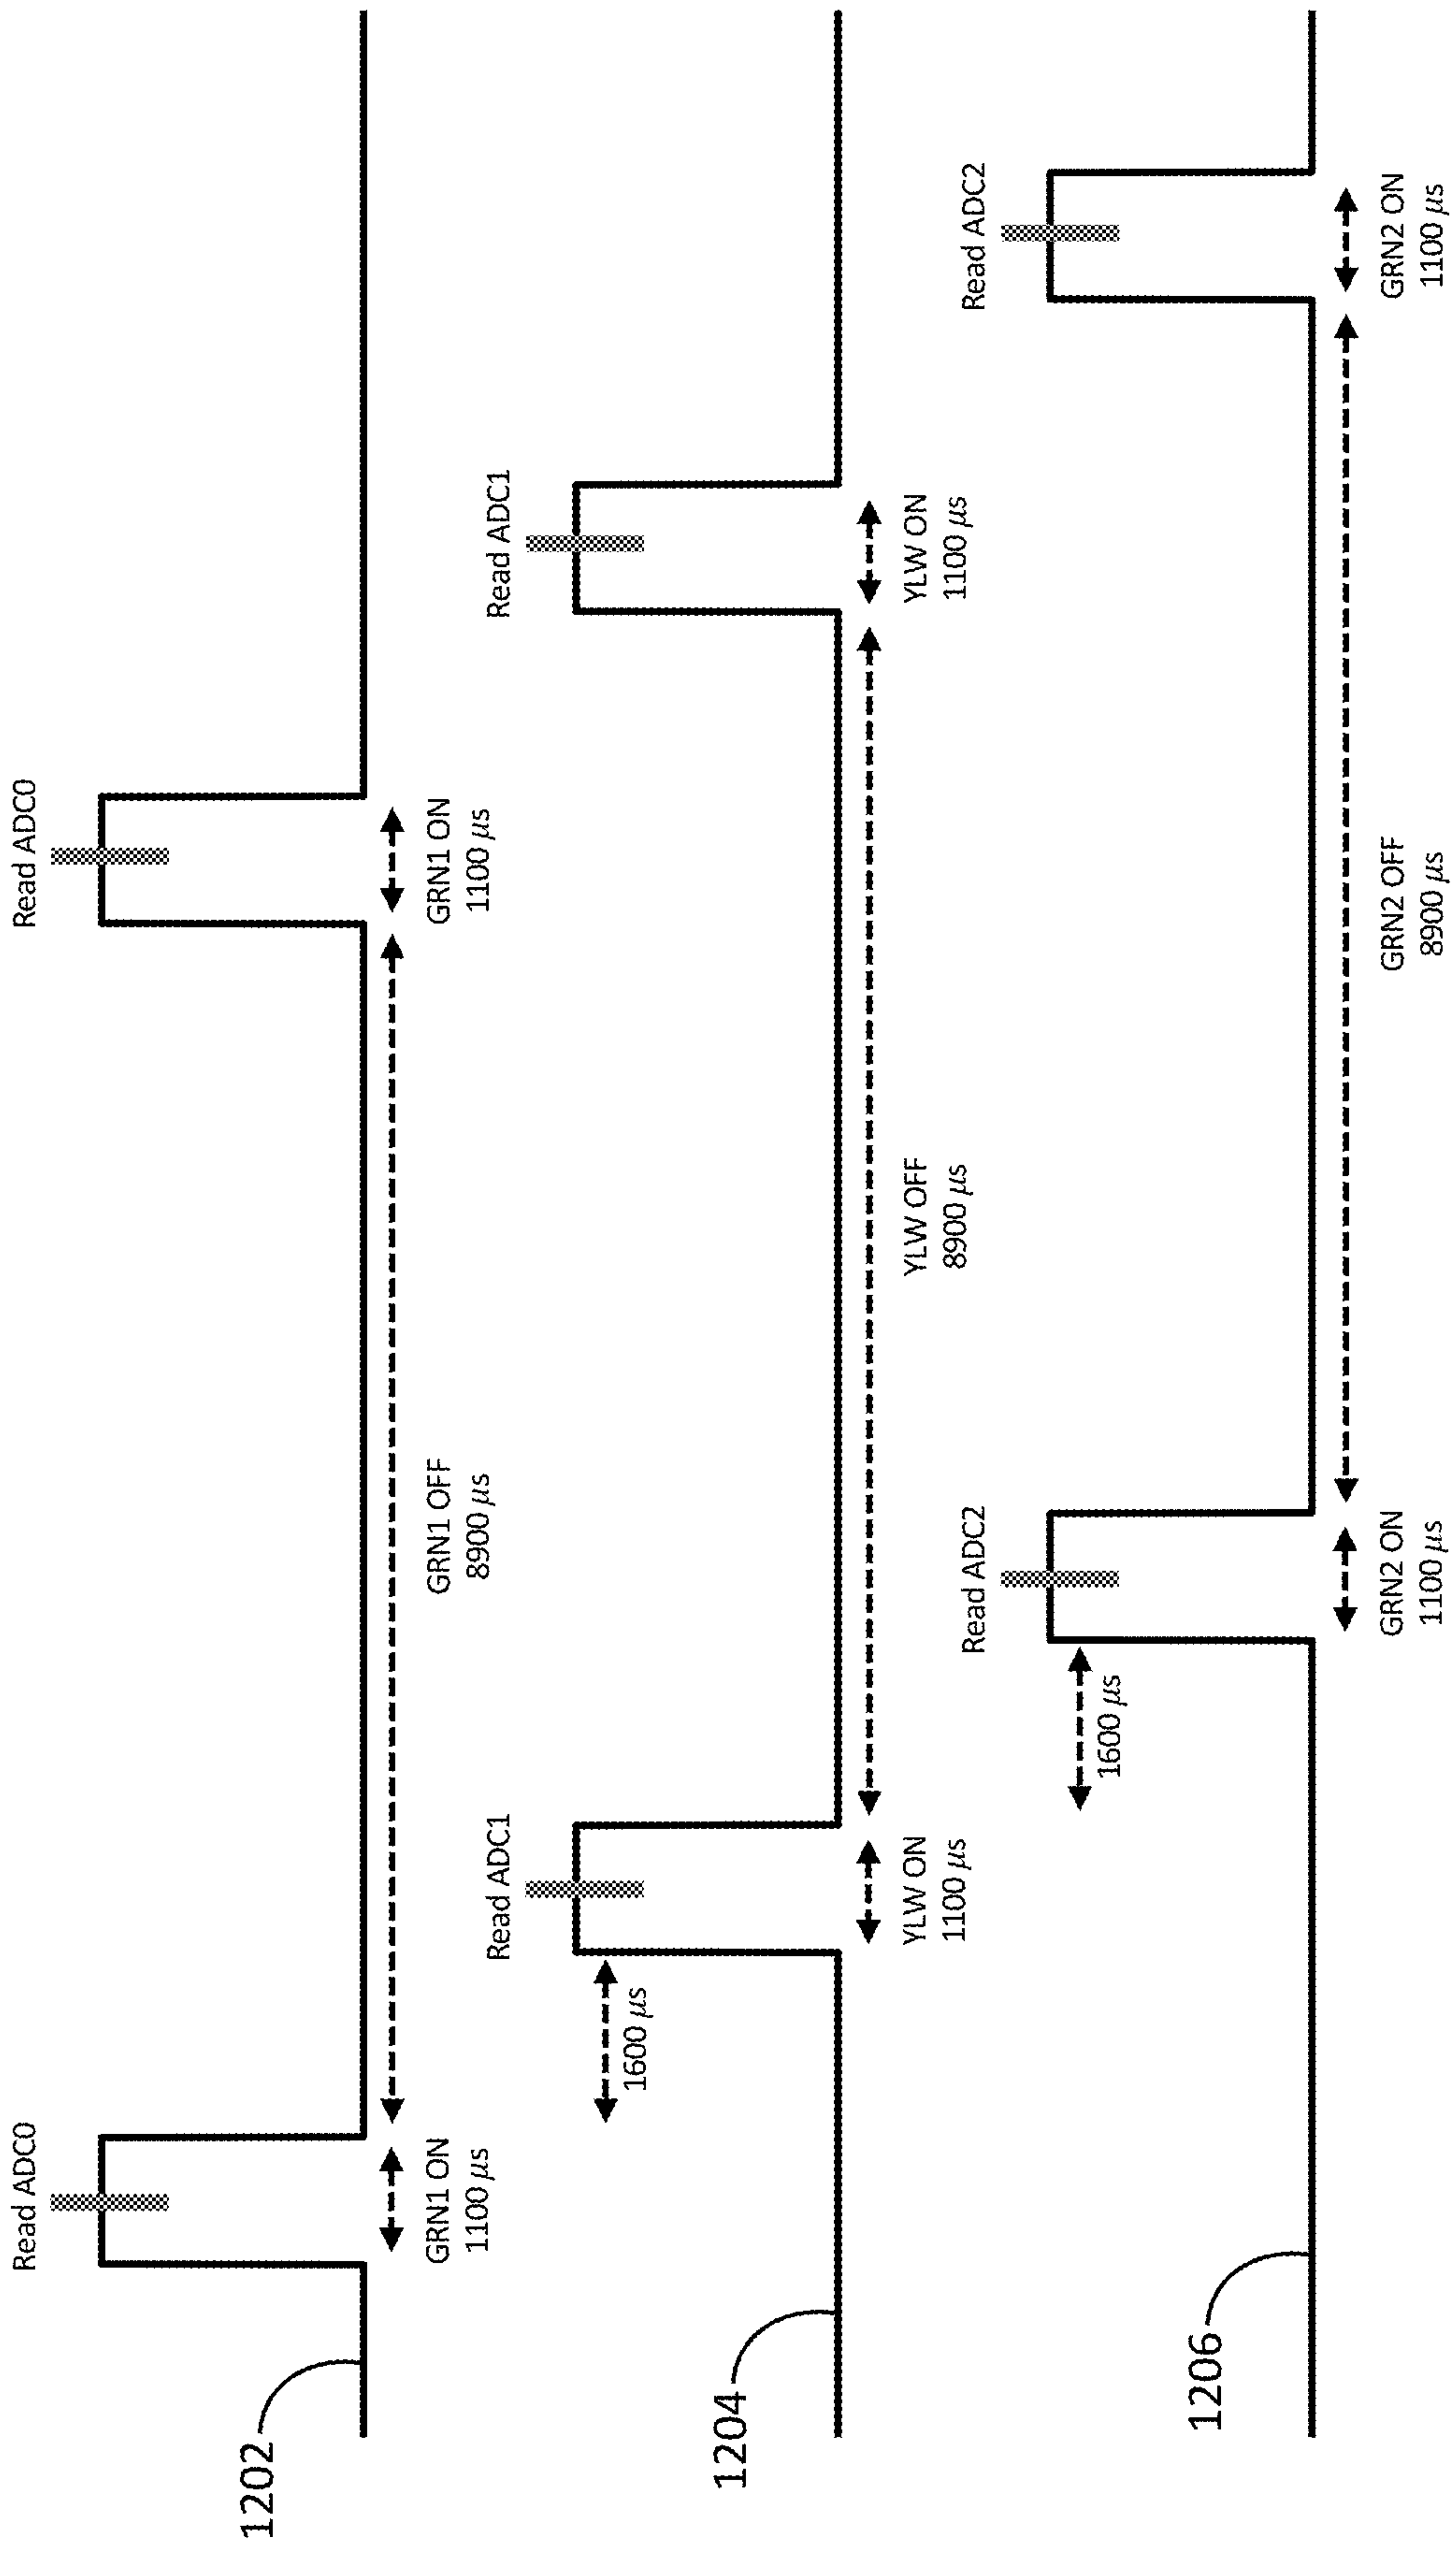 Read ADC0
Read ADC0
1202
GRN1 ON
1100 µs
GRN1 OFF
8900 µs
GRN1 ON
1100 µs
Read ADC1
Read ADC1
1600 µs
1204
YLW ON
1100 µs
YLW OFF
8900 µs
YLW ON
1100 µs
Read ADC2
Read ADC2
1600 µs
1206
GRN2 ON
1100 µs
GRN2 OFF
8900 µs
GRN2 ON
1100 µs